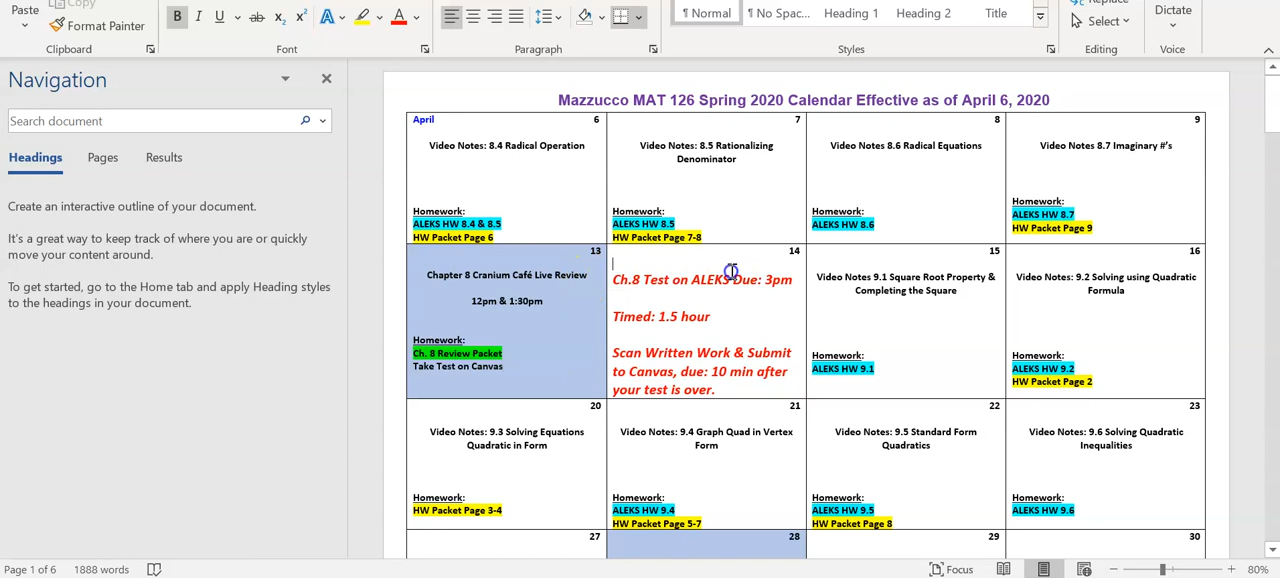 Paste
Copy
Format Painter
Clipboard
B I U ab x₂ x² A A
Font
Paragraph
¶ Normal
¶ No Spac...
Heading 1
Heading 2
Title
Styles
Replace
Select
Editing
Dictate
Voice
Navigation
Search document
Headings Pages Results
Create an interactive outline of your document.
It's a great way to keep track of where you are or quickly
move your content around.
To get started, go to the Home tab and apply Heading styles
to the headings in your document.
Mazzucco MAT 126 Spring 2020 Calendar Effective as of April 6, 2020
April 6
Video Notes: 8.4 Radical Operation
Homework:
ALEKS HW 8.4 & 8.5
HW Packet Page 6
7
Video Notes: 8.5 Rationalizing
Denominator
Homework:
ALEKS HW 8.5
HW Packet Page 7-8
8
Video Notes: 8.6 Radical Equations
Homework:
ALEKS HW 8.6
9
Video Notes 8.7 Imaginary #'s
Homework:
ALEKS HW 8.7
HW Packet Page 9
13
Chapter 8 Cranium Café Live Review
12pm & 1:30pm
Homework:
Ch. 8 Review Packet
Take Test on Canvas
14
Ch.8 Test on ALEKS Due: 3pm
Timed: 1.5 hour
Scan Written Work & Submit
to Canvas, due: 10 min after
your test is over.
15
Video Notes 9.1 Square Root Property &
Completing the Square
Homework:
ALEKS HW 9.1
16
Video Notes: 9.2 Solving using Quadratic
Formula
Homework:
ALEKS HW 9.2
HW Packet Page 2
20
Video Notes: 9.3 Solving Equations
Quadratic in Form
Homework:
HW Packet Page 3-4
21
Video Notes: 9.4 Graph Quad in Vertex
Form
Homework:
ALEKS HW 9.4
HW Packet Page 5-7
22
Video Notes: 9.5 Standard Form
Quadratics
Homework:
ALEKS HW 9.5
HW Packet Page 8
23
Video Notes: 9.6 Solving Quadratic
Inequalities
Homework:
ALEKS HW 9.6
27
28
29
30
Page 1 of 6 1888 words
Focus
80%